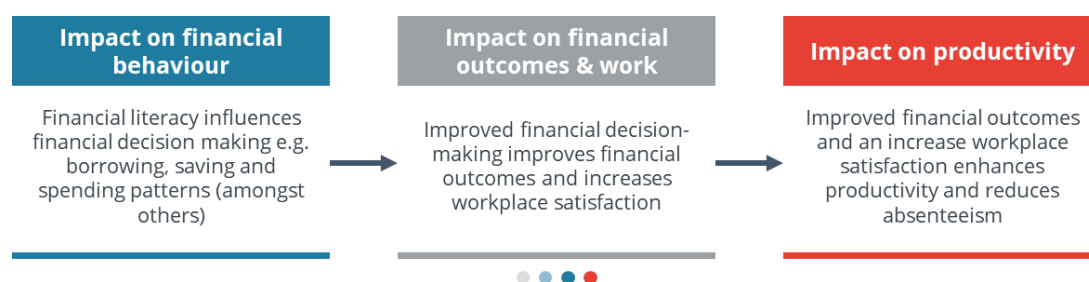 Impact on financial
behaviour
Financial literacy influences
financial decision making e.g.
borrowing, saving and
spending patterns (amongst
others)
Impact on financial
outcomes & work
Improved financial decision-
making improves financial
outcomes and increases
workplace satisfaction
Impact on productivity
Improved financial outcomes
and an increase workplace
satisfaction enhances
productivity and reduces
absenteeism